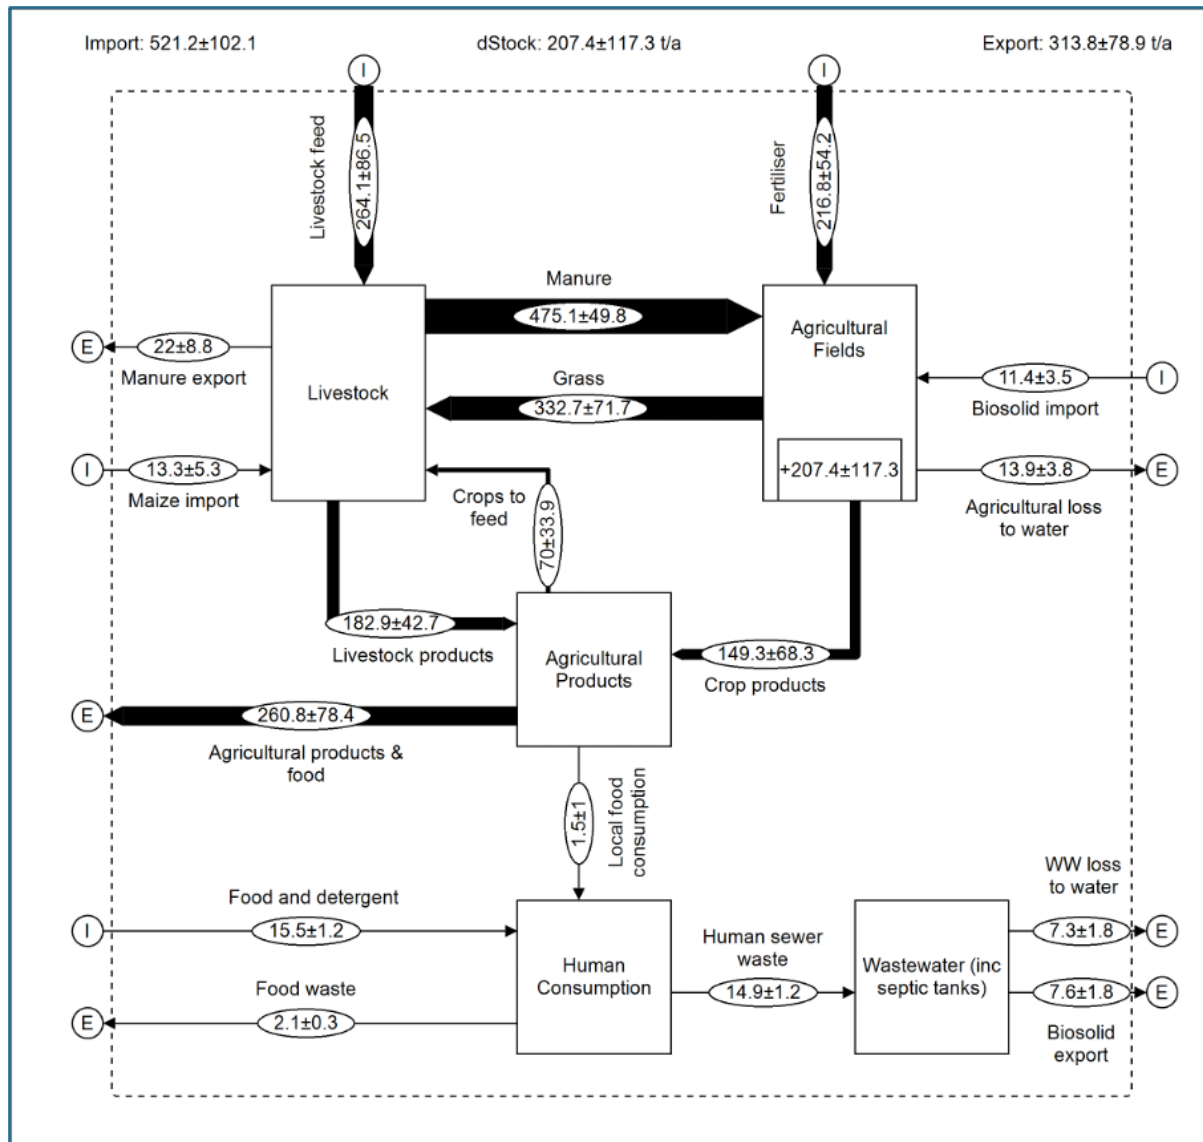 Import: 521.2±102.1
dStock: 207.4±117.3 t/a
Export: 313.8±78.9 t/a
I
I
Livestock feed
264.1±86.5
Fertiliser
216.8±54.2
Manure
475.1±49.8
Agricultural
Fields
E
22±8.8
Manure export
Livestock
Grass
332.7±71.7
11.4±3.5
I
Biosolid import
I
13.3±5.3
Maize import
Crops to
feed
70±33.9
+207.4±117.3
13.9±3.8
E
Agricultural loss
to water
182.9±42.7
Livestock products
Agricultural
Products
149.3±68.3
Crop products
E
260.8±78.4
Agricultural products &
food
1.5±1
Local food
consumption
Food and detergent
I
15.5±1.2
Human
Consumption
Human sewer
waste
14.9±1.2
Wastewater (inc
septic tanks)
WW loss
to water
7.3±1.8
E
Food waste
E
2.1±0.3
7.6±1.8
E
Biosolid
export